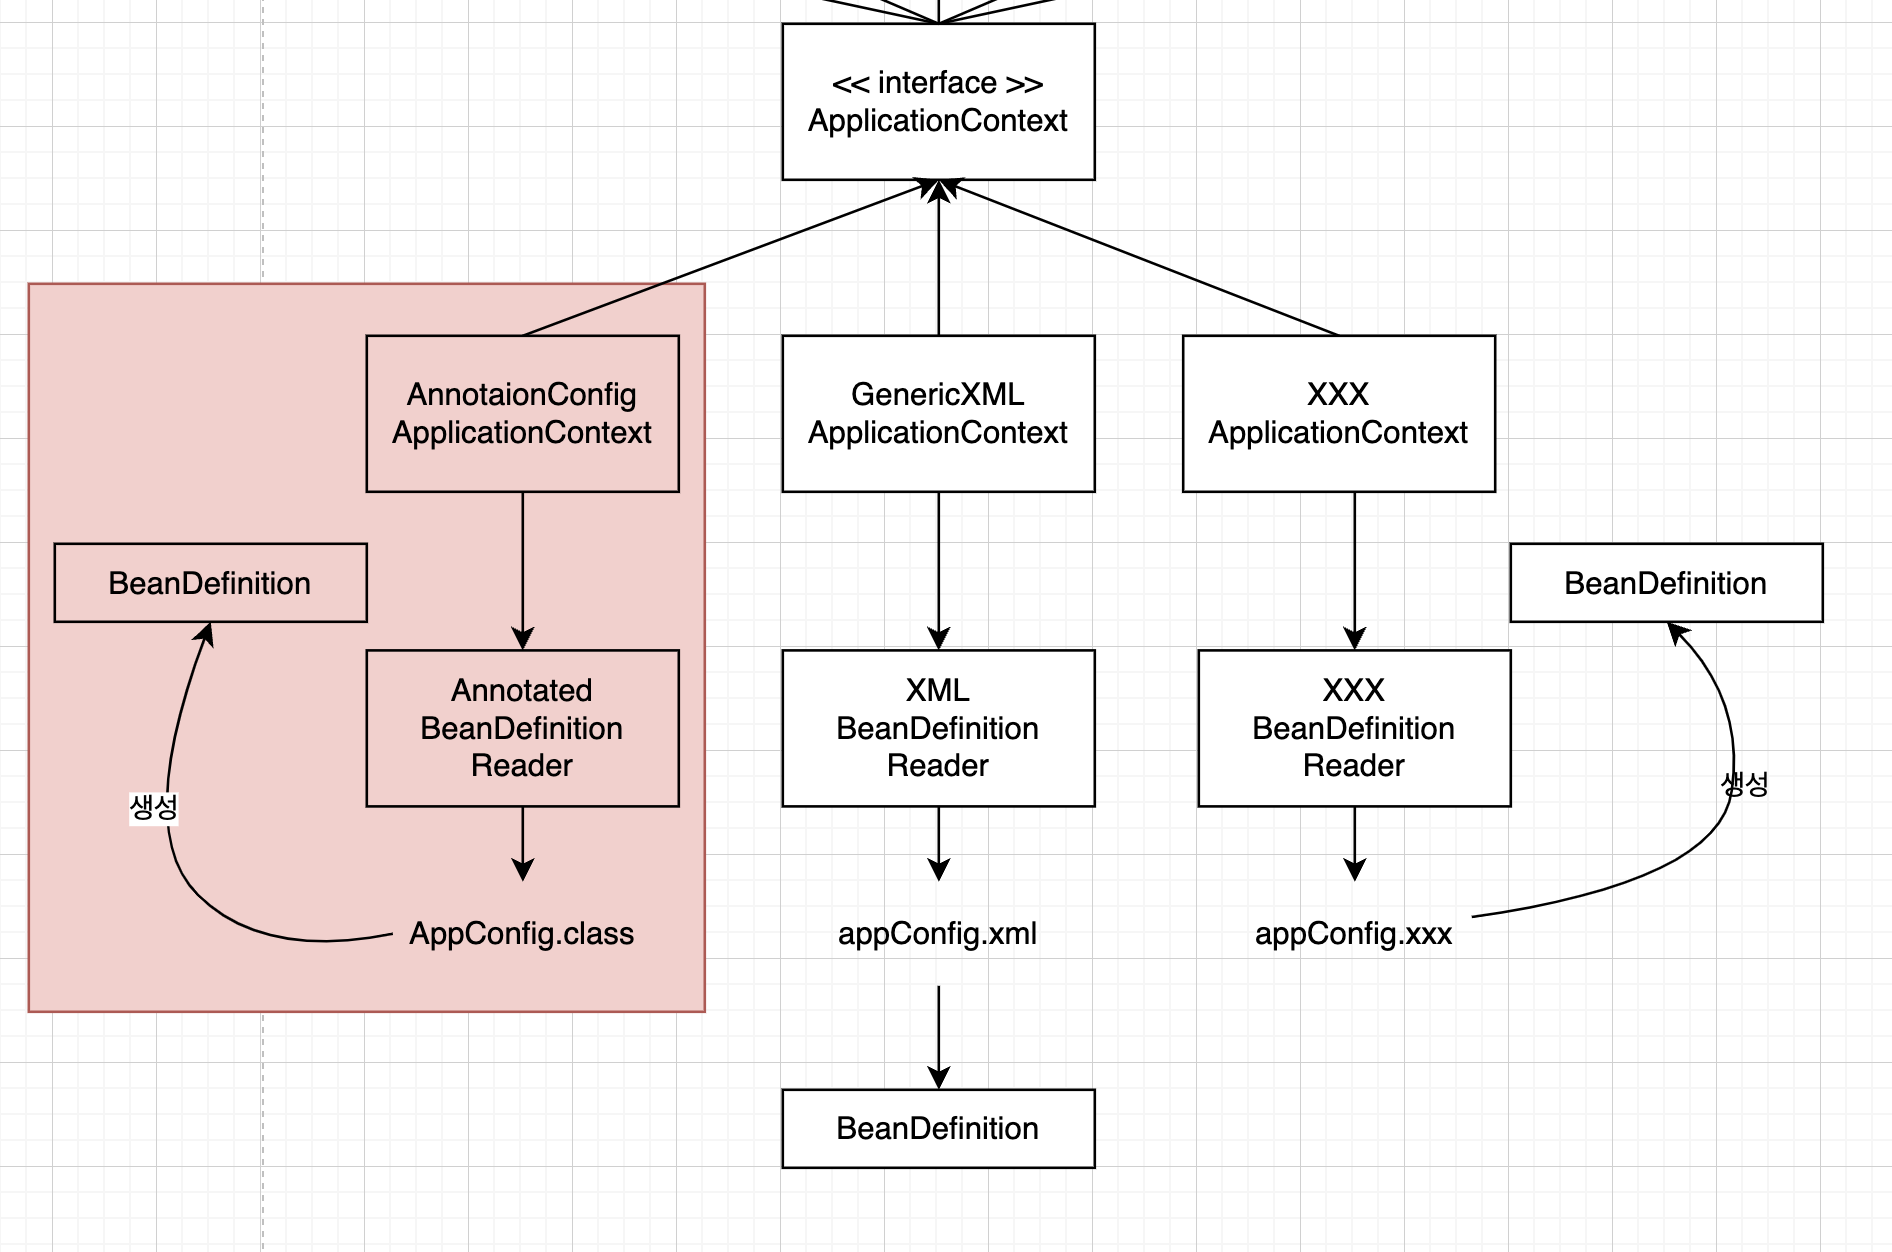 << interface >>
ApplicationContext
AnnotaionConfig
ApplicationContext
GenericXML
ApplicationContext
XXX
ApplicationContext
BeanDefinition
BeanDefinition
Annotated
BeanDefinition
Reader
XML
BeanDefinition
Reader
XXX
BeanDefinition
Reader
생성
생성
AppConfig.class
appConfig.xml
appConfig.xxx
BeanDefinition